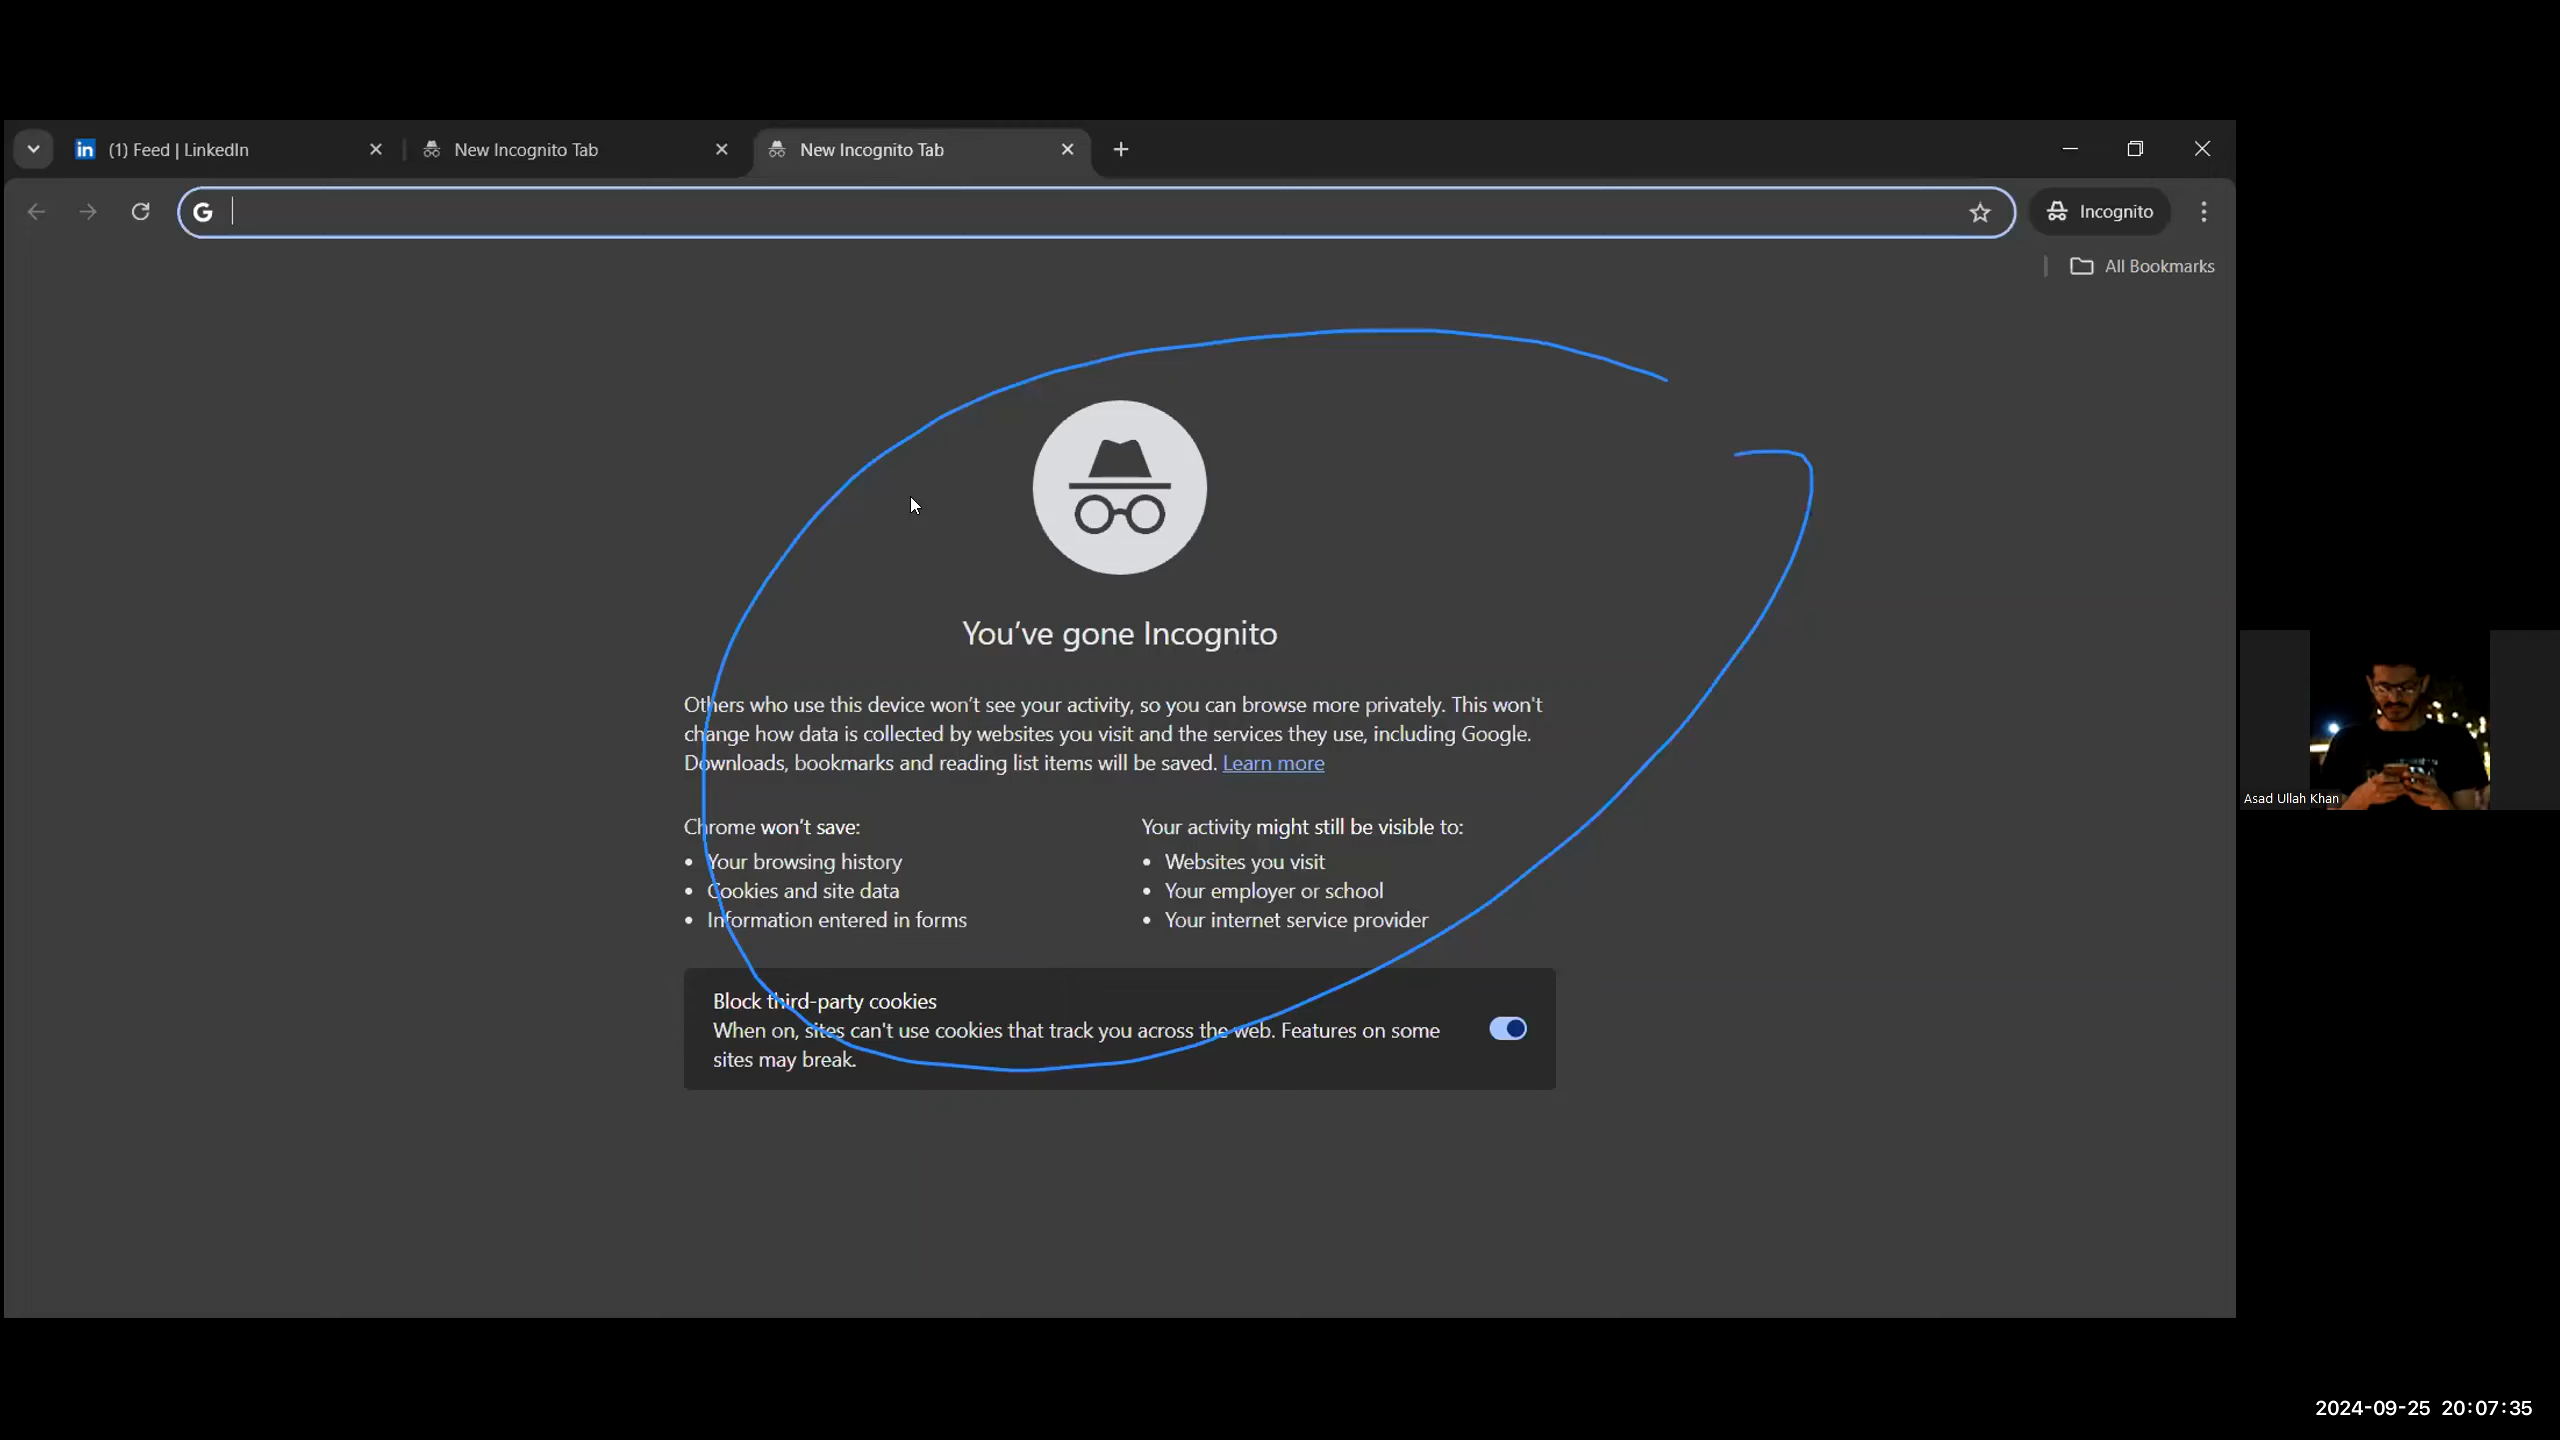 (1) Feed | LinkedIn
New Incognito Tab
New Incognito Tab
Incognito
All Bookmarks
You've gone Incognito
Others who use this device won't see your activity, so you can browse more privately. This won't
change how data is collected by websites you visit and the services they use, including Google.
Downloads, bookmarks and reading list items will be saved. Learn more
Chrome won't save:
Your browsing history
Cookies and site data
Information entered in forms
Your activity might still be visible to:
Websites you visit
Your employer or school
Your internet service provider
Block third-party cookies
When on, sites can't use cookies that track you across the web. Features on some
sites may break.
Asad Ullah Khan
2024-09-25 20:07:35